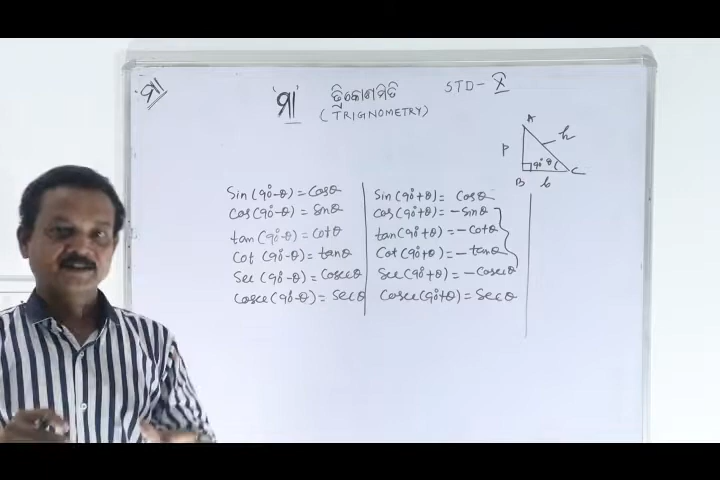 ମା
'ମା' ତ୍ରିକୋଣମିତି STD - X
(TRIGNOMETRY)
A
P h
90° θ
B b C
Sin(90°-θ) = Cosθ
Cos(90°-θ) = Sinθ
tan(90°-θ) = Cotθ
Cot(90°-θ) = tanθ
Sec(90°-θ) = Cosecθ
Cosec(90°-θ) = Secθ
Sin(90°+θ) = Cosθ
Cos(90°+θ) = -Sinθ
tan(90°+θ) = -Cotθ
Cot(90°+θ) = -tanθ
Sec(90°+θ) = -Cosecθ
Cosec(90°+θ) = Secθ